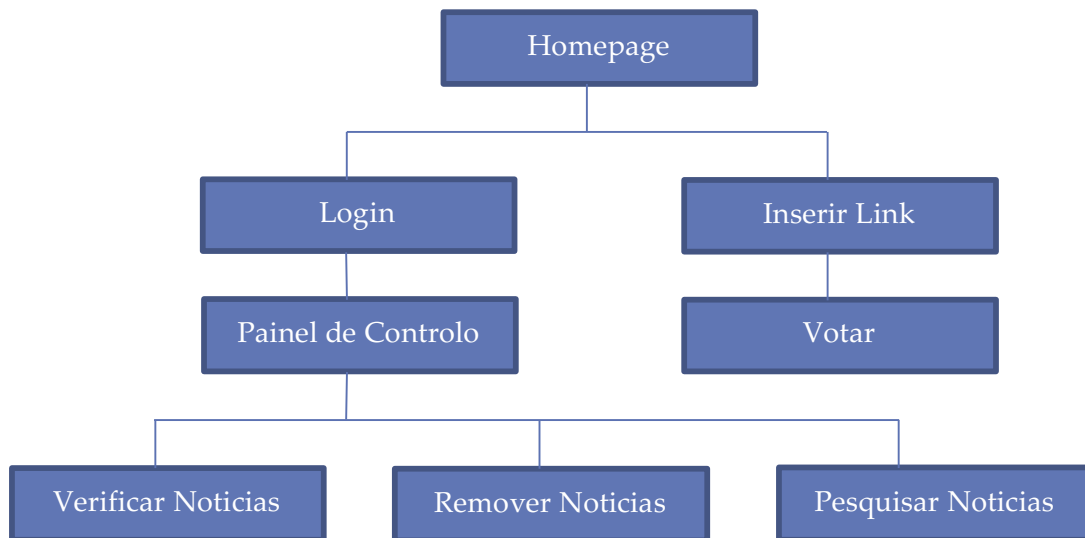 Homepage
Login
Inserir Link
Painel de Controlo
Votar
Verificar Noticias
Remover Noticias
Pesquisar Noticias